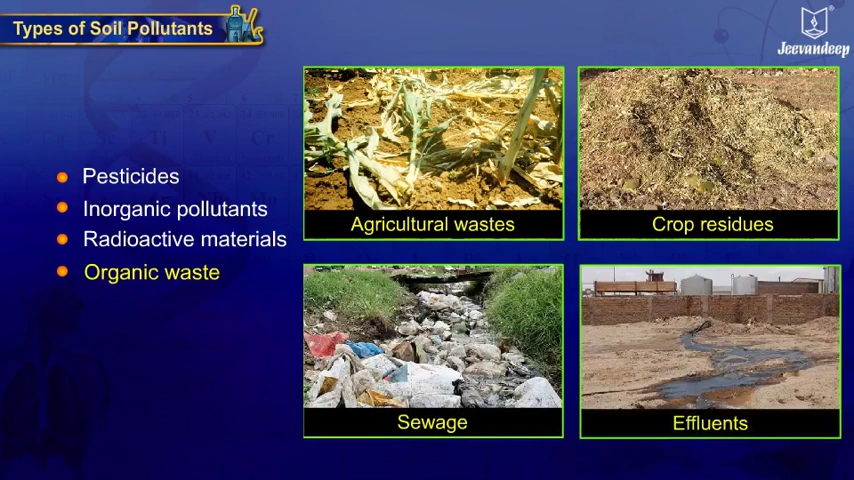 Types of Soil Pollutants
Jeevandeep
Pesticides
Inorganic pollutants
Radioactive materials
Organic waste
Agricultural wastes
Crop residues
Sewage
Effluents